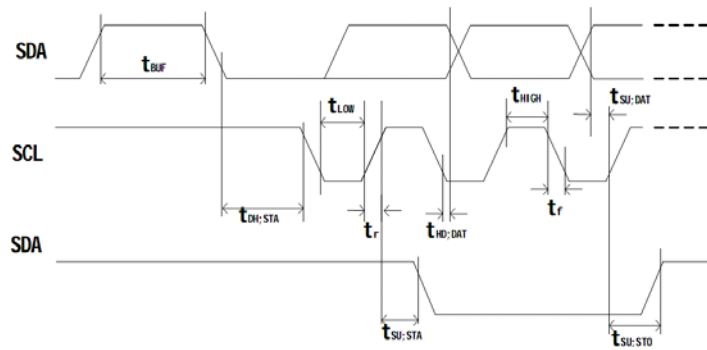 SDA
tBUF
tSU;DAT
tLOW
tHIGH
SCL
tDH;STA
tr
tHD;DAT
tf
SDA
tSU;STA
tSU;STO